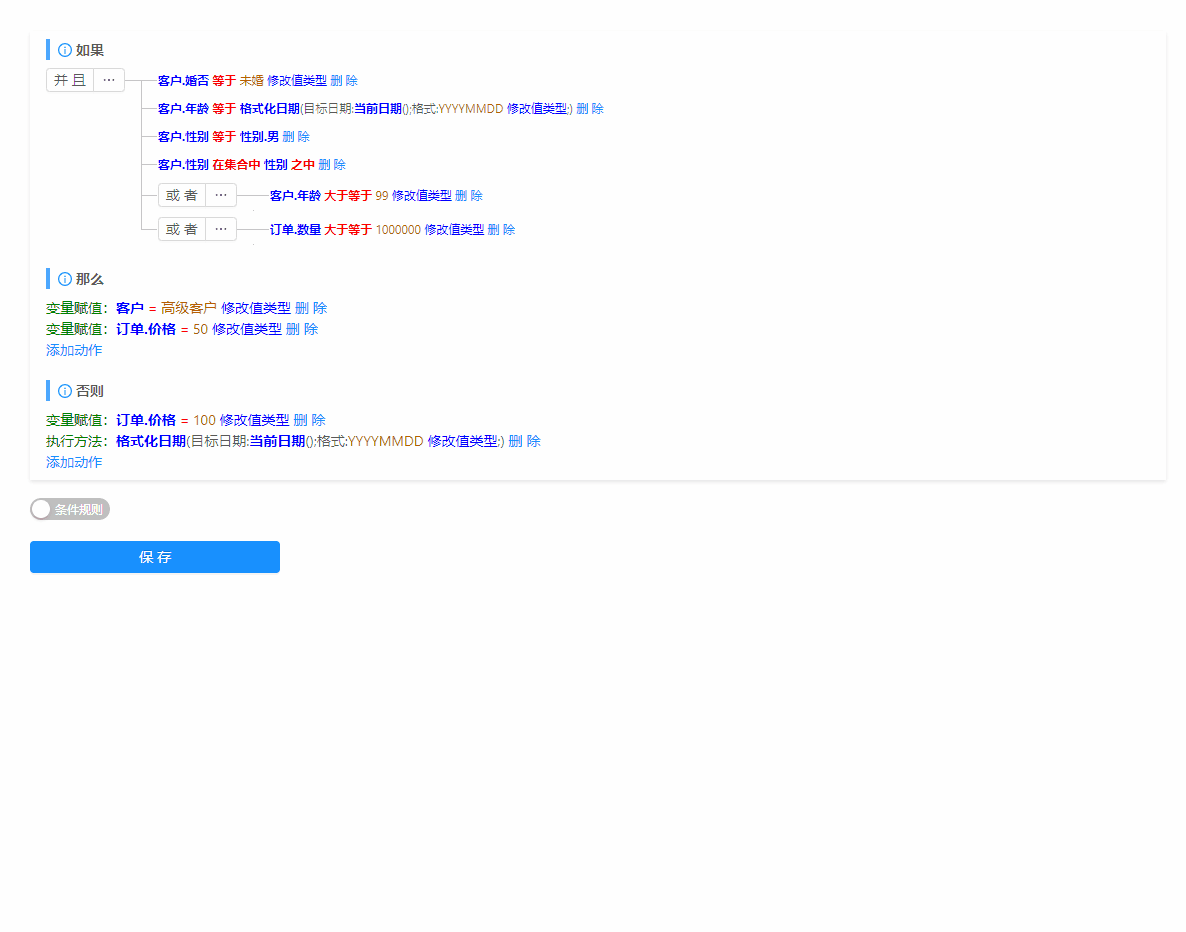 如果
并 且 ···
客户.婚否 等于 未婚 修改值类型 删 除
客户.年龄 等于 格式化日期(目标日期:当前日期();格式:YYYYMMDD 修改值类型;) 删 除
客户.性别 等于 性别.男 删 除
客户.性别 在集合中 性别 之中 删 除
或 者 ··· 客户.年龄 大于等于 99 修改值类型 删 除
或 者 ··· 订单.数量 大于等于 1000000 修改值类型 删 除
那么
变量赋值: 客户 = 高级客户 修改值类型 删 除
变量赋值: 订单.价格 = 50 修改值类型 删 除
添加动作
否则
变量赋值: 订单.价格 = 100 修改值类型 删 除
执行方法: 格式化日期(目标日期:当前日期();格式:YYYYMMDD 修改值类型;) 删 除
添加动作
条件规则
保 存